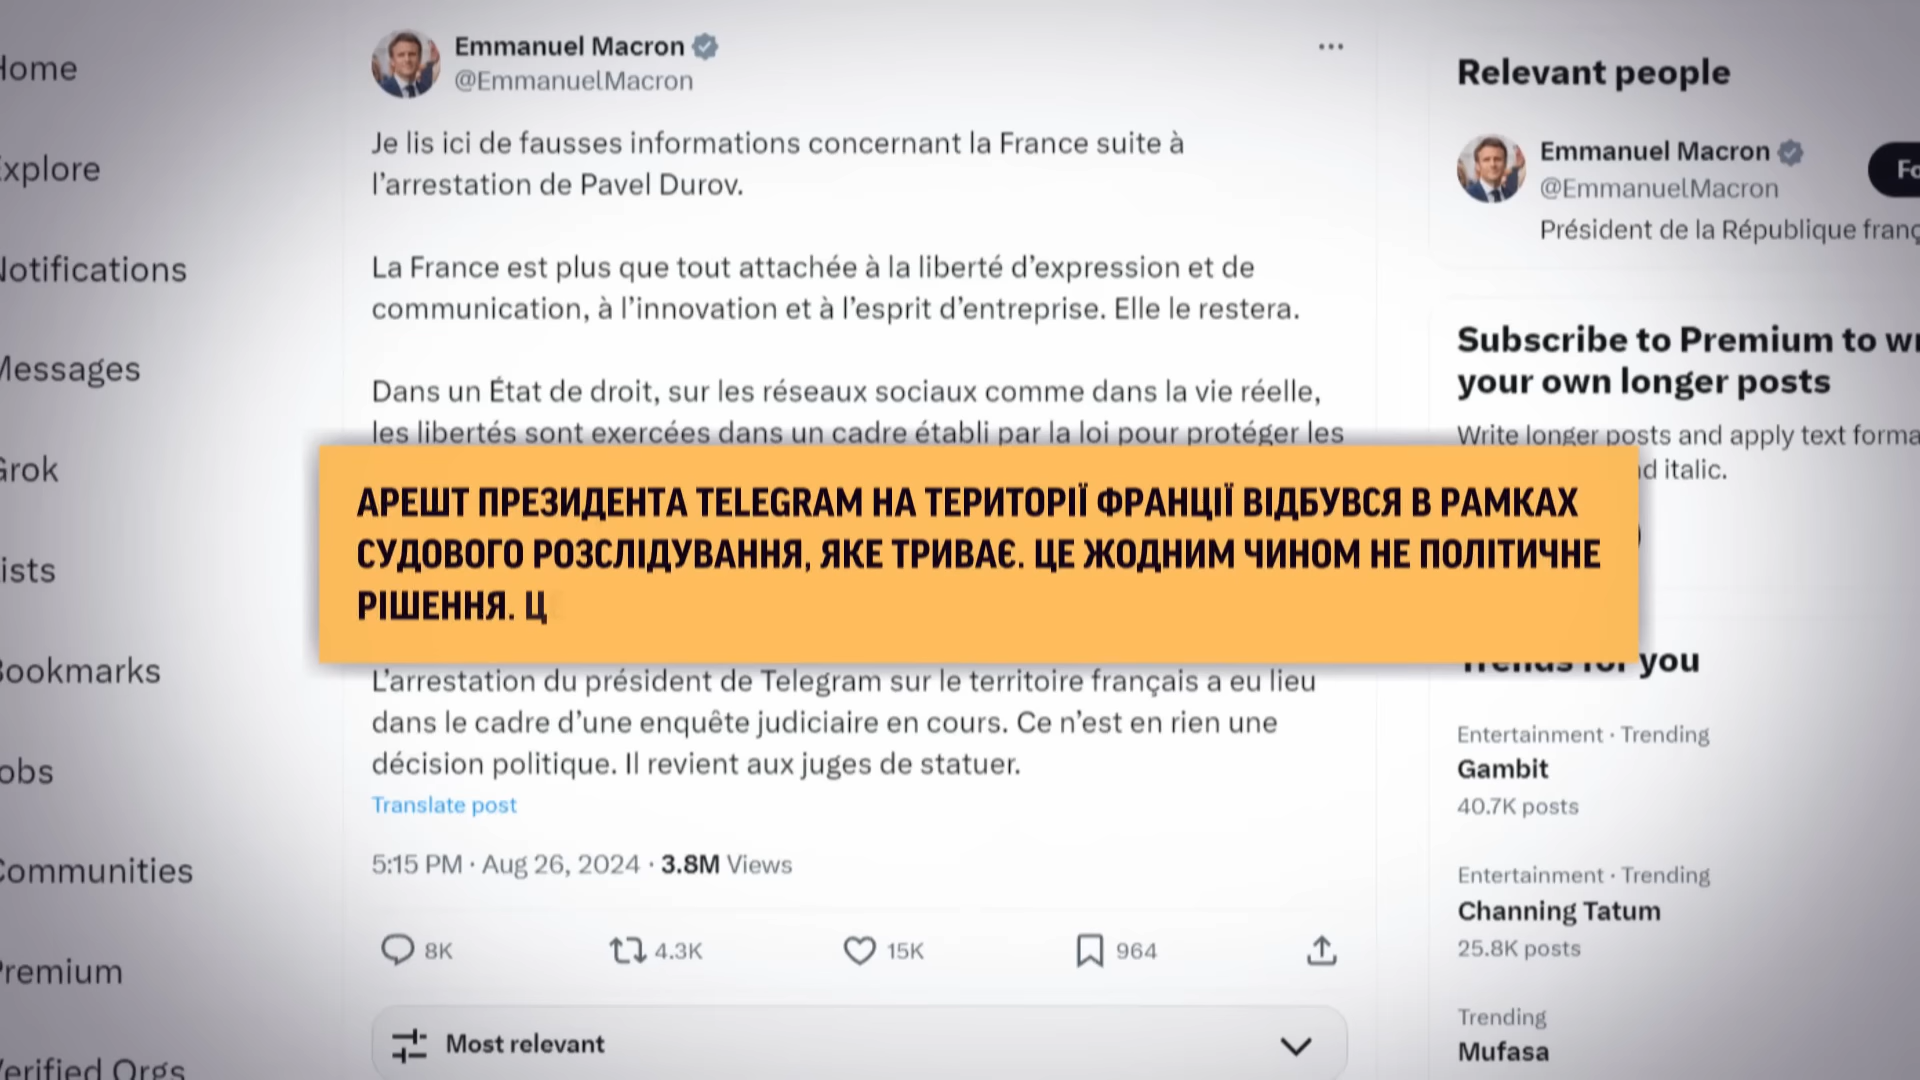 Home
Explore
Notifications
Messages
Grok
Lists
Bookmarks
Jobs
Communities
Premium
Verified Orgs
Emmanuel Macron
@EmmanuelMacron
Je lis ici de fausses informations concernant la France suite à
l’arrestation de Pavel Durov.
La France est plus que tout attachée à la liberté d’expression et de
communication, à l’innovation et à l’esprit d’entreprise. Elle le restera.
Dans un État de droit, sur les réseaux sociaux comme dans la vie réelle,
les libertés sont exercées dans un cadre établi par la loi pour protéger les
АРЕШТ ПРЕЗИДЕНТА TELEGRAM НА ТЕРИТОРІЇ ФРАНЦІЇ ВІДБУВСЯ В РАМКАХ
СУДОВОГО РОЗСЛІДУВАННЯ, ЯКЕ ТРИВАЄ. ЦЕ ЖОДНИМ ЧИНОМ НЕ ПОЛІТИЧНЕ
РІШЕННЯ. Ц
L’arrestation du président de Telegram sur le territoire français a eu lieu
dans le cadre d’une enquête judiciaire en cours. Ce n’est en rien une
décision politique. Il revient aux juges de statuer.
Translate post
5:15 PM · Aug 26, 2024 · 3.8M Views
8K 4.3K 15K 964
Most relevant
Relevant people
Emmanuel Macron
@EmmanuelMacron
Fo
Président de la République franç
Subscribe to Premium to wr
your own longer posts
Write longer posts and apply text forma
italic.
Trends for you
Entertainment · Trending
Gambit
40.7K posts
Entertainment · Trending
Channing Tatum
25.8K posts
Trending
Mufasa